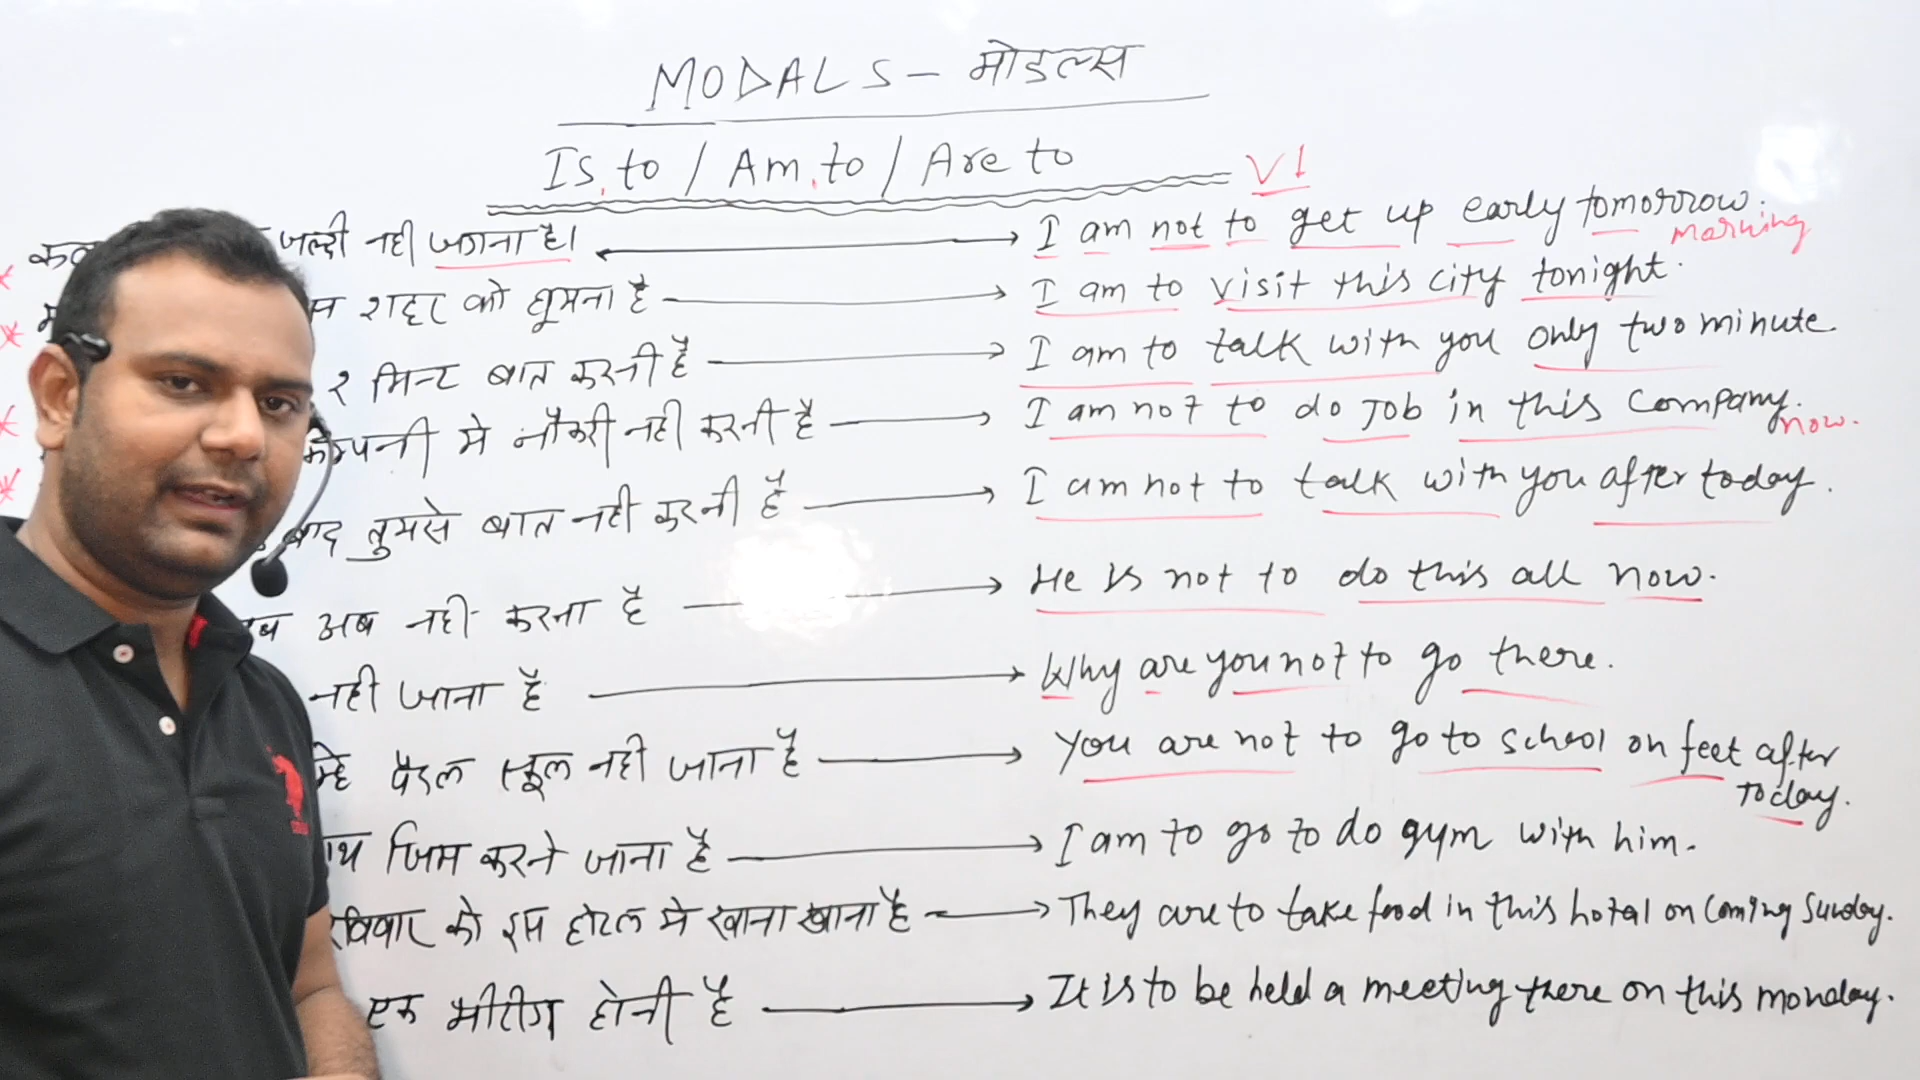 MODALS – मोडल्स
Is to / Am to / Are to V1
जल्दी नही जगना है। I am not to get up early tomorrow. Morning
शहर को घूमना है I am to visit this city tonight.
२ मिनट बात करनी है I am to talk with you only two minute.
कम्पनी मे नौकरी नही करनी है I am not to do Job in this Company. now.
बाद तुमसे बात नही करनी है I am not to talk with you after today.
अब नही करना है He is not to do this all now.
नही जाना है Why are you not to go there.
पैदल स्कूल नही जाना है You are not to go to school on feet after today.
जिम करने जाना है I am to go to do gym with him.
को इस होटल मे खाना खाना है They are to take food in this hotal on Coming Sunday.
एक मीटीग होनी है It is to be held a meeting there on this monday.